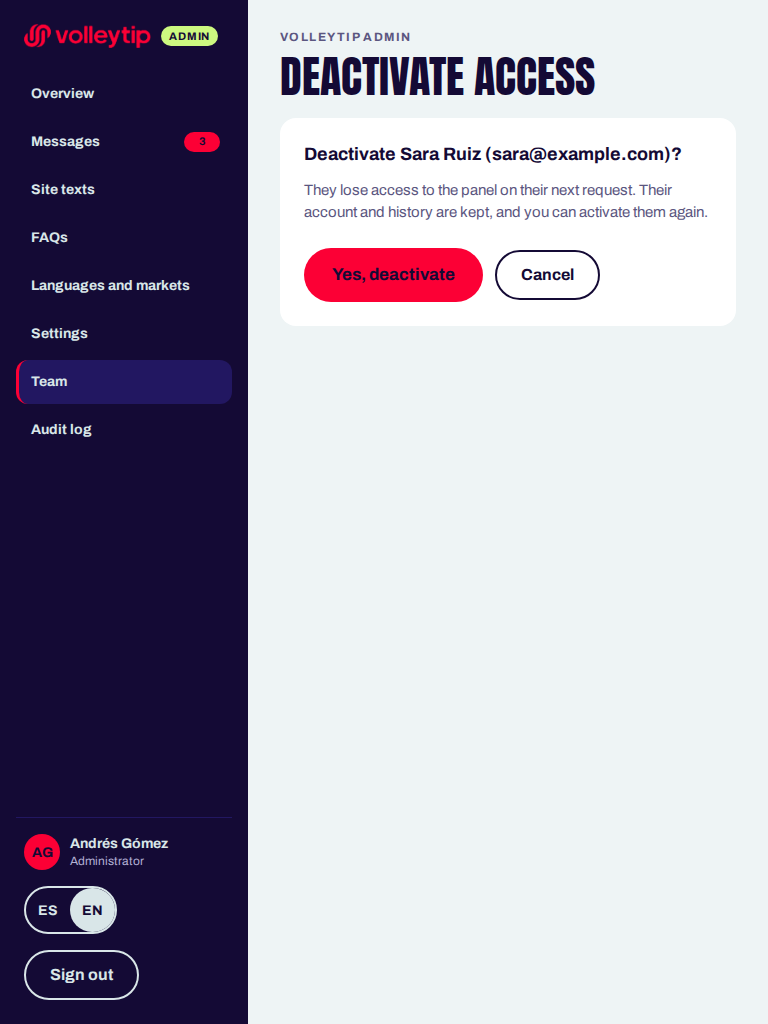 volleytip ADMIN
Overview
Messages 3
Site texts
FAQs
Languages and markets
Settings
Team
Audit log
AG
Andrés Gómez
Administrator
ES EN
Sign out
VOLLEYTIP ADMIN
DEACTIVATE ACCESS
Deactivate Sara Ruiz (sara@example.com)?
They lose access to the panel on their next request. Their
account and history are kept, and you can activate them again.
Yes, deactivate
Cancel